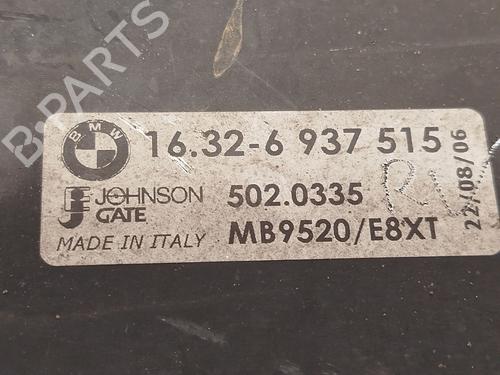 B-PARTS
BMW
16.32-6 937 515
JOHNSON
GATE
502.0335
MADE IN ITALY
MB9520/E8XT
22/08/06